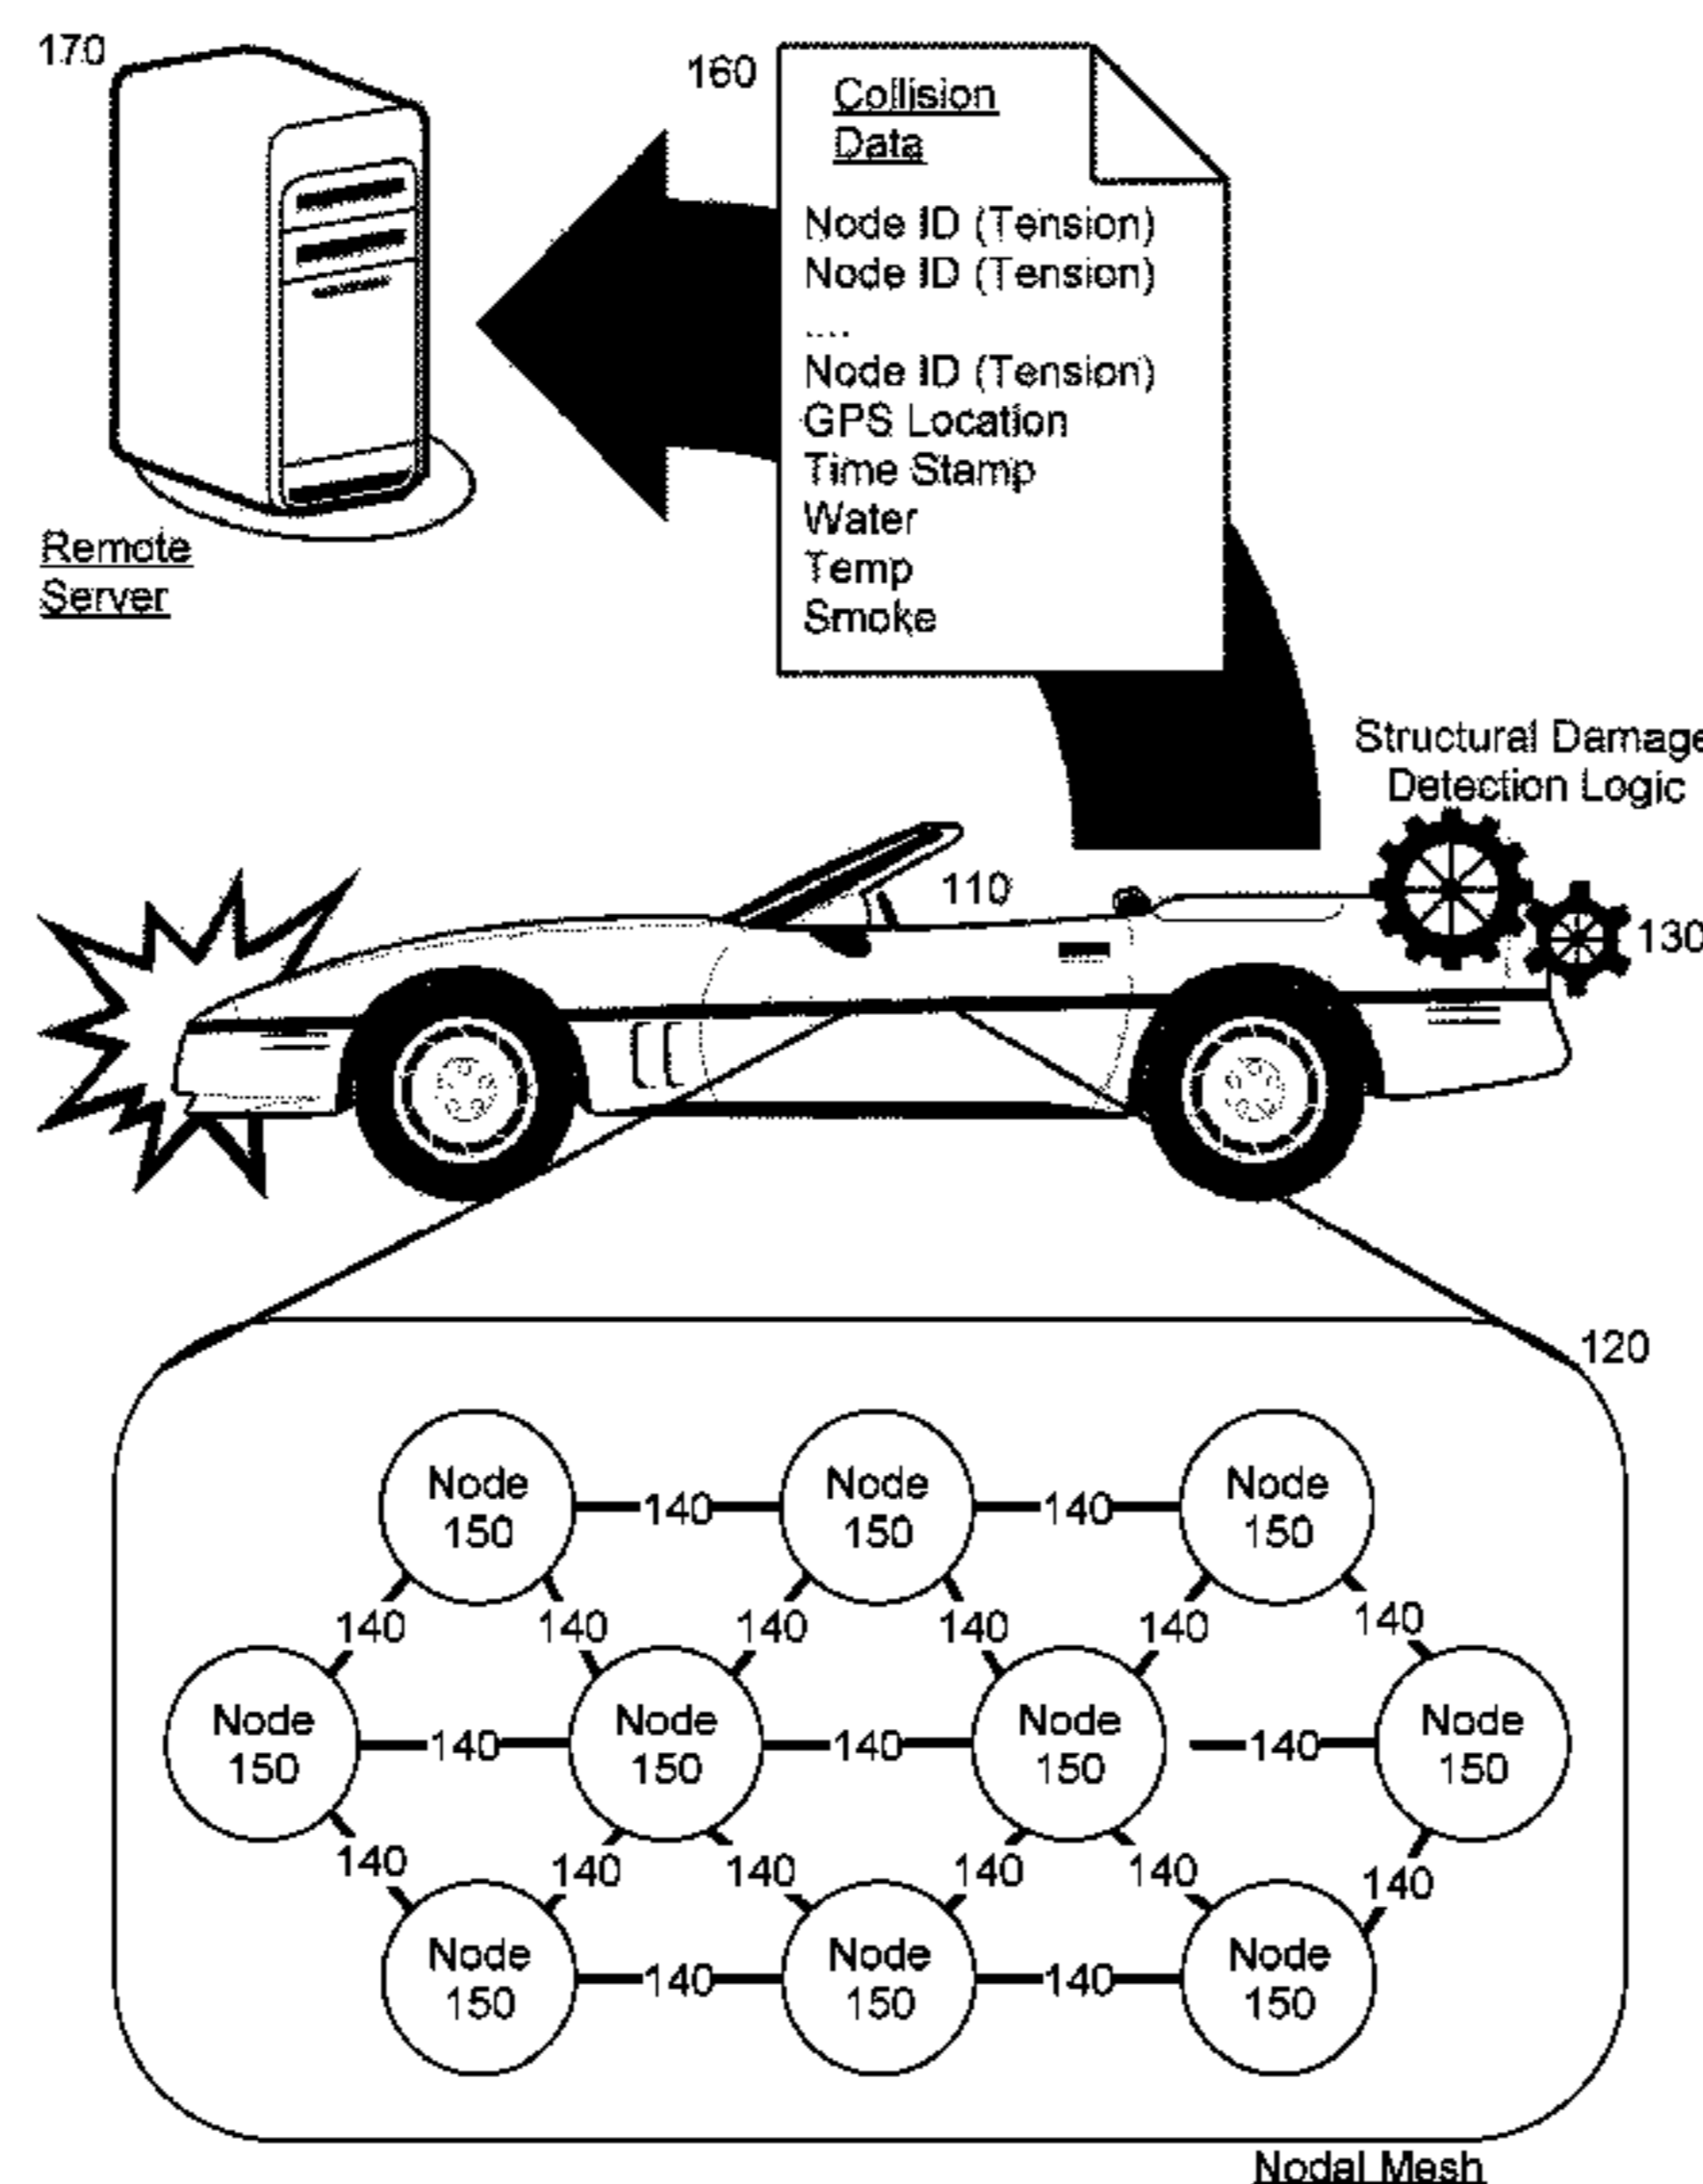 170
160
Collision
Data
Node ID (Tension)
Node ID (Tension)
....
Node ID (Tension)
GPS Location
Time Stamp
Water
Temp
Smoke
Remote
Server
Structural Damage
Detection Logic
110
130
120
Node Node Node
150 140 150 140 150
140 140 140 140 140 140
Node Node Node Node
150 140 150 140 150 140 150
140 140 140 140 140 140
Node Node Node
150 140 150 140 150
Nodal Mesh